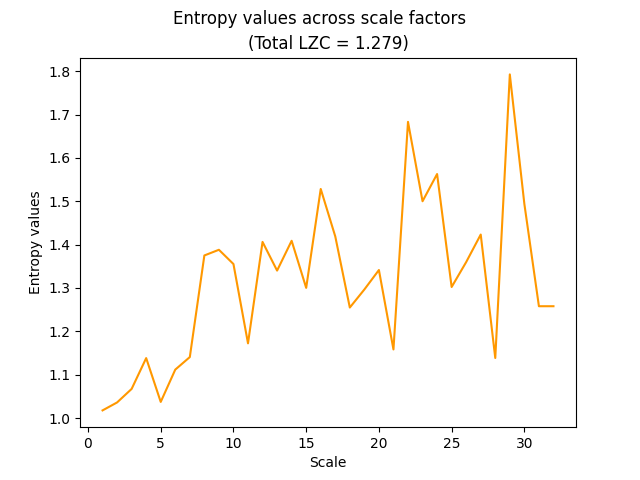 Entropy values across scale factors
(Total LZC = 1.279)
1.8
1.7
1.6
1.5
1.4
1.3
1.2
1.1
1.0
Entropy values
0 5 10 15 20 25 30
Scale